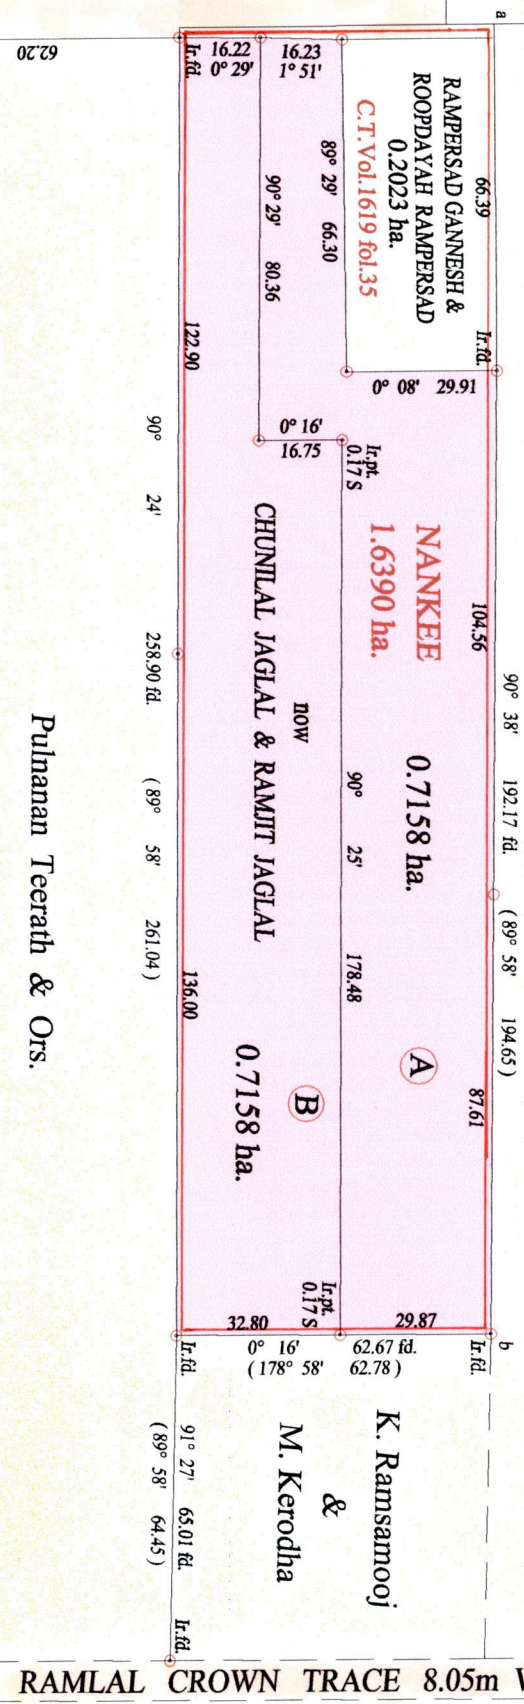 a
62.20
Ir.fd.
16.22
0° 29'
16.23
1° 51'
RAMPERSAD GANNESH &
ROOPDAYAH RAMPERSAD
0.2023 ha.
C.T.Vol.1619 fol.35
66.39
89° 29' 66.30
90° 29' 80.36
Ir.fd.
122.90
0° 08' 29.91
0° 16'
16.75
Ir.pt.
0.17 S
NANKEE
1.6390 ha.
104.56
90° 38' 192.17 fd. ( 89° 58' 194.65 )
90° 24' 258.90 fd. ( 89° 58' 261.04 )
now
CHUNILAL JAGLAL & RAMJIT JAGLAL
0.7158 ha.
90° 25' 178.48
Pulnanan Teerath & Ors.
136.00
A
87.61
B
0.7158 ha.
Ir.pt.
0.17 S
32.80
29.87
Ir.fd.
0° 16' 62.67 fd.
( 178° 58' 62.78 )
Ir.fd.
b
K. Ramsamooj
&
M. Kerodha
91° 27' 65.01 fd.
( 89° 58' 64.45 )
Ir.fd.
RAMLAL CROWN TRACE 8.05m